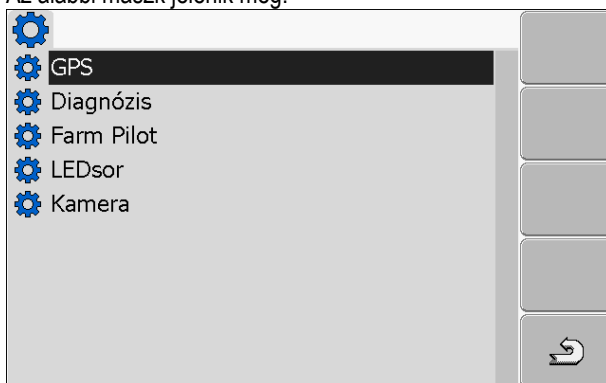 Az alábbi maszk jelenik meg:
GPS
Diagnózis
Farm Pilot
LEDsor
Kamera